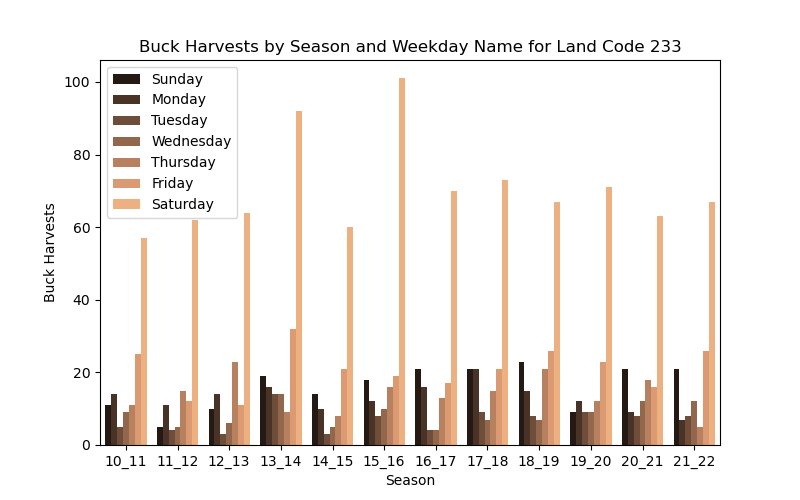 Buck Harvests by Season and Weekday Name for Land Code 233
Sunday
Monday
Tuesday
Wednesday
Thursday
Friday
Saturday
100
80
60
40
20
0
Buck Harvests
10_11 11_12 12_13 13_14 14_15 15_16 16_17 17_18 18_19 19_20 20_21 21_22
Season